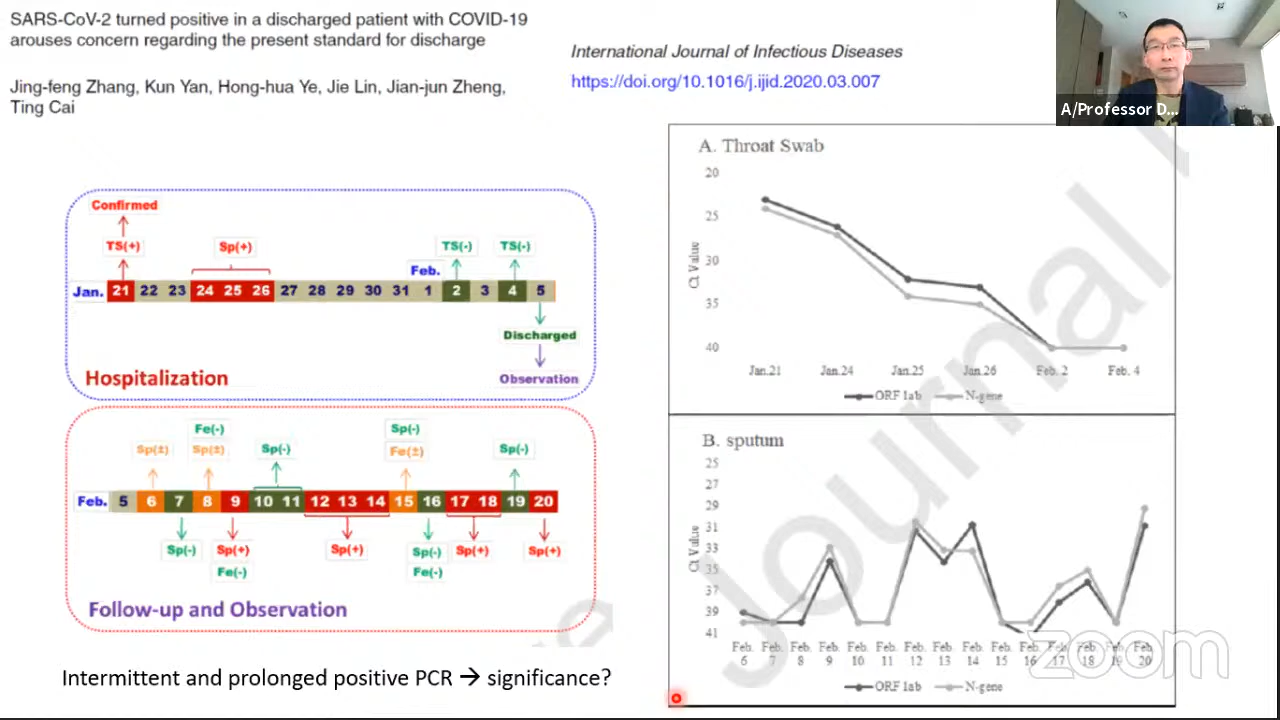 SARS-CoV-2 turned positive in a discharged patient with COVID-19
arouses concern regarding the present standard for discharge
Jing-feng Zhang, Kun Yan, Hong-hua Ye, Jie Lin, Jian-jun Zheng,
Ting Cai
International Journal of Infectious Diseases
https://doi.org/10.1016/j.ijid.2020.03.007
A/Professor D...
Confirmed
TS(+) Sp(+) TS(-) TS(-)
Feb.
Jan. 21 22 23 24 25 26 27 28 29 30 31 1 2 3 4 5
Discharged
Hospitalization
Observation
Fe(-) Sp(-)
Sp(±) Sp(±) Sp(-) Fe(±) Sp(-)
Feb. 5 6 7 8 9 10 11 12 13 14 15 16 17 18 19 20
Sp(-) Sp(+) Sp(+) Sp(-) Sp(+) Sp(+)
Fe(-) Fe(-)
Follow-up and Observation
Intermittent and prolonged positive PCR → significance?
A. Throat Swab
20
25
30
35
40
Ct Value
Jan.21 Jan.24 Jan.25 Jan.26 Feb. 2 Feb. 4
ORF 1ab N-gene
B. sputum
25
27
29
31
33
35
37
39
41
Ct Value
Feb. Feb. Feb. Feb. Feb. Feb. Feb. Feb. Feb. Feb. Feb. Feb. Feb. Feb. Feb.
6 7 8 9 10 11 12 13 14 15 16 17 18 19 20
ORF 1ab N-gene
Journal
zoom